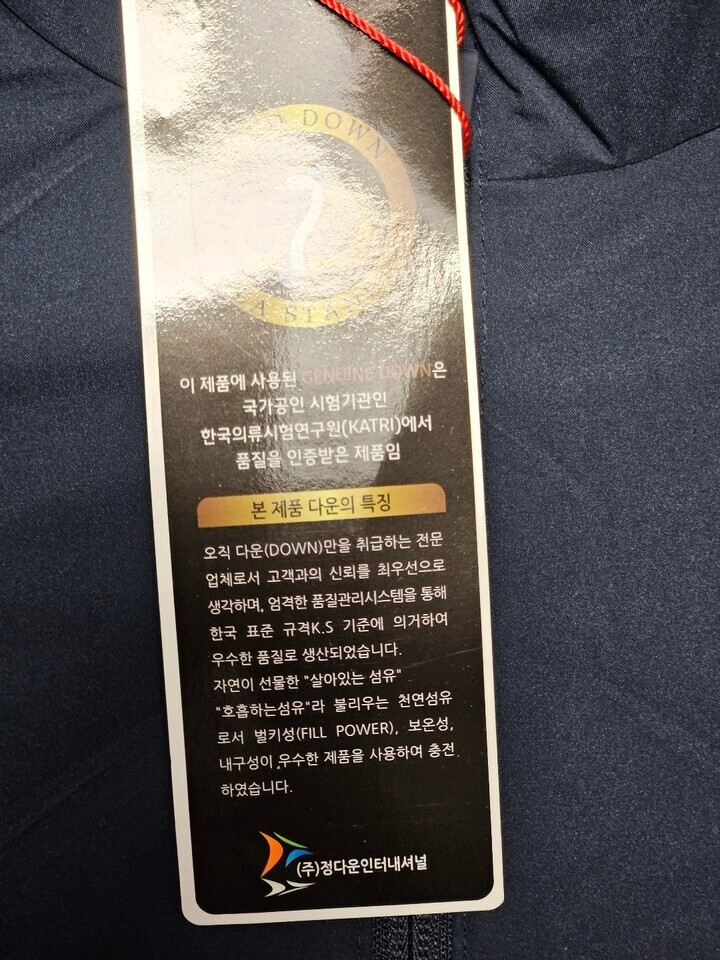 DOWN
이 제품에 사용된 GENUINE DOWN은
국가공인 시험기관인
한국의류시험연구원(KATRI)에서
품질을 인증받은 제품임
본 제품 다운의 특징
오직 다운(DOWN)만을 취급하는 전문
업체로서 고객과의 신뢰를 최우선으로
생각하며, 엄격한 품질관리시스템을 통해
한국 표준 규격K.S 기준에 의거하여
우수한 품질로 생산되었습니다.
자연이 선물한 "살아있는 섬유"
"호흡하는섬유"라 불리우는 천연섬유
로서 벌키성(FILL POWER), 보온성,
내구성이 우수한 제품을 사용하여 충전
하였습니다.
(주)정다운인터내셔널